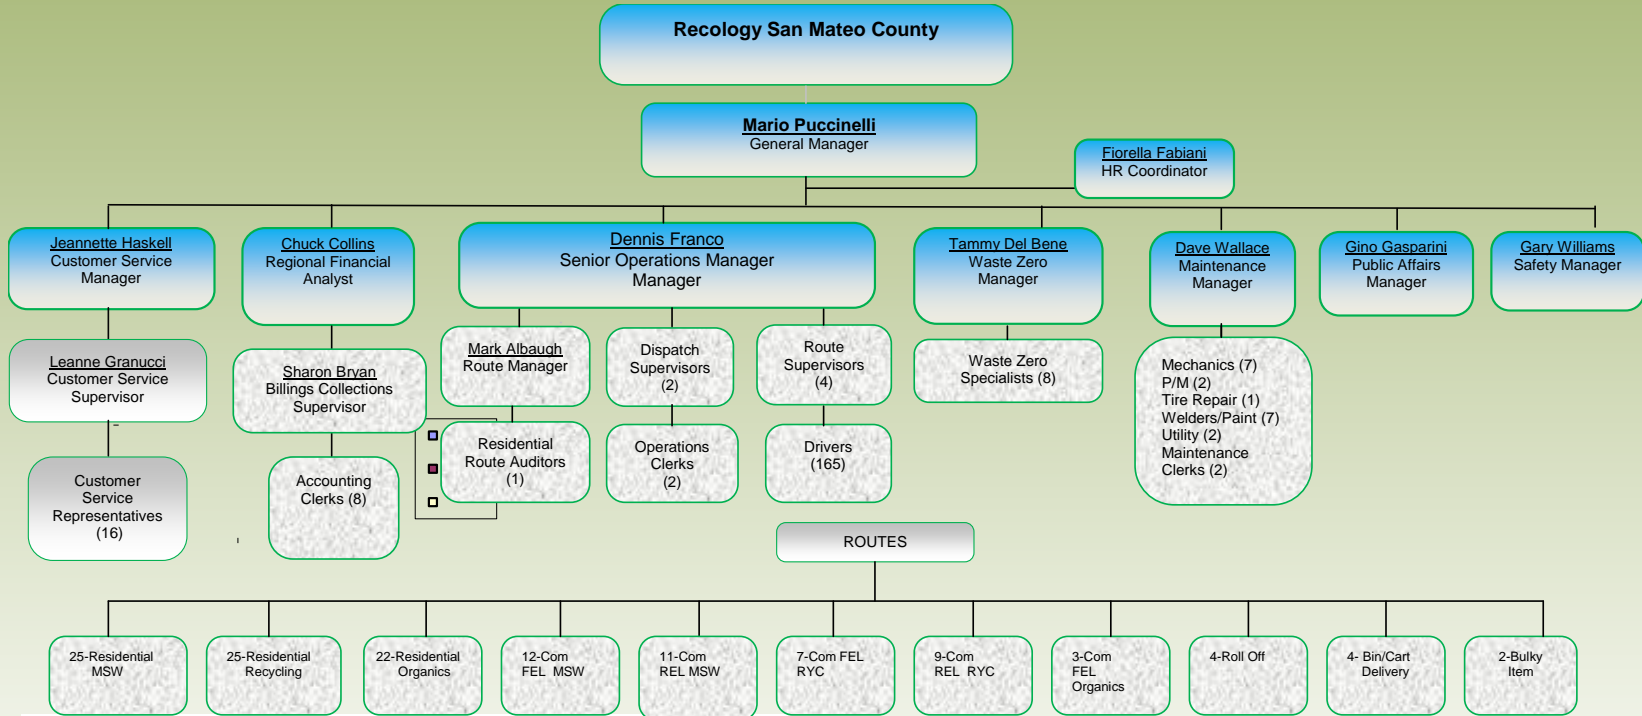 Recology San Mateo County
Mario Puccinelli
General Manager
Fiorella Fabiani
HR Coordinator
Jeannette Haskell
Customer Service
Manager
Chuck Collins
Regional Financial
Analyst
Dennis Franco
Senior Operations Manager
Manager
Tammy Del Bene
Waste Zero
Manager
Dave Wallace
Maintenance
Manager
Gino Gasparini
Public Affairs
Manager
Gary Williams
Safety Manager
Leanne Granucci
Customer Service
Supervisor
Sharon Bryan
Billings Collections
Supervisor
Mark Albaugh
Route Manager
Dispatch
Supervisors
(2)
Route
Supervisors
(4)
Waste Zero
Specialists (8)
Mechanics (7)
P/M (2)
Tire Repair (1)
Welders/Paint (7)
Utility (2)
Maintenance
Clerks (2)
Customer
Service
Representatives
(16)
Accounting
Clerks (8)
Residential
Route Auditors
(1)
Operations
Clerks
(2)
Drivers
(165)
ROUTES
25-Residential
MSW
25-Residential
Recycling
22-Residential
Organics
12-Com
FEL MSW
11-Com
REL MSW
7-Com FEL
RYC
9-Com
REL RYC
3-Com
FEL
Organics
4-Roll Off
4- Bin/Cart
Delivery
2-Bulky
Item